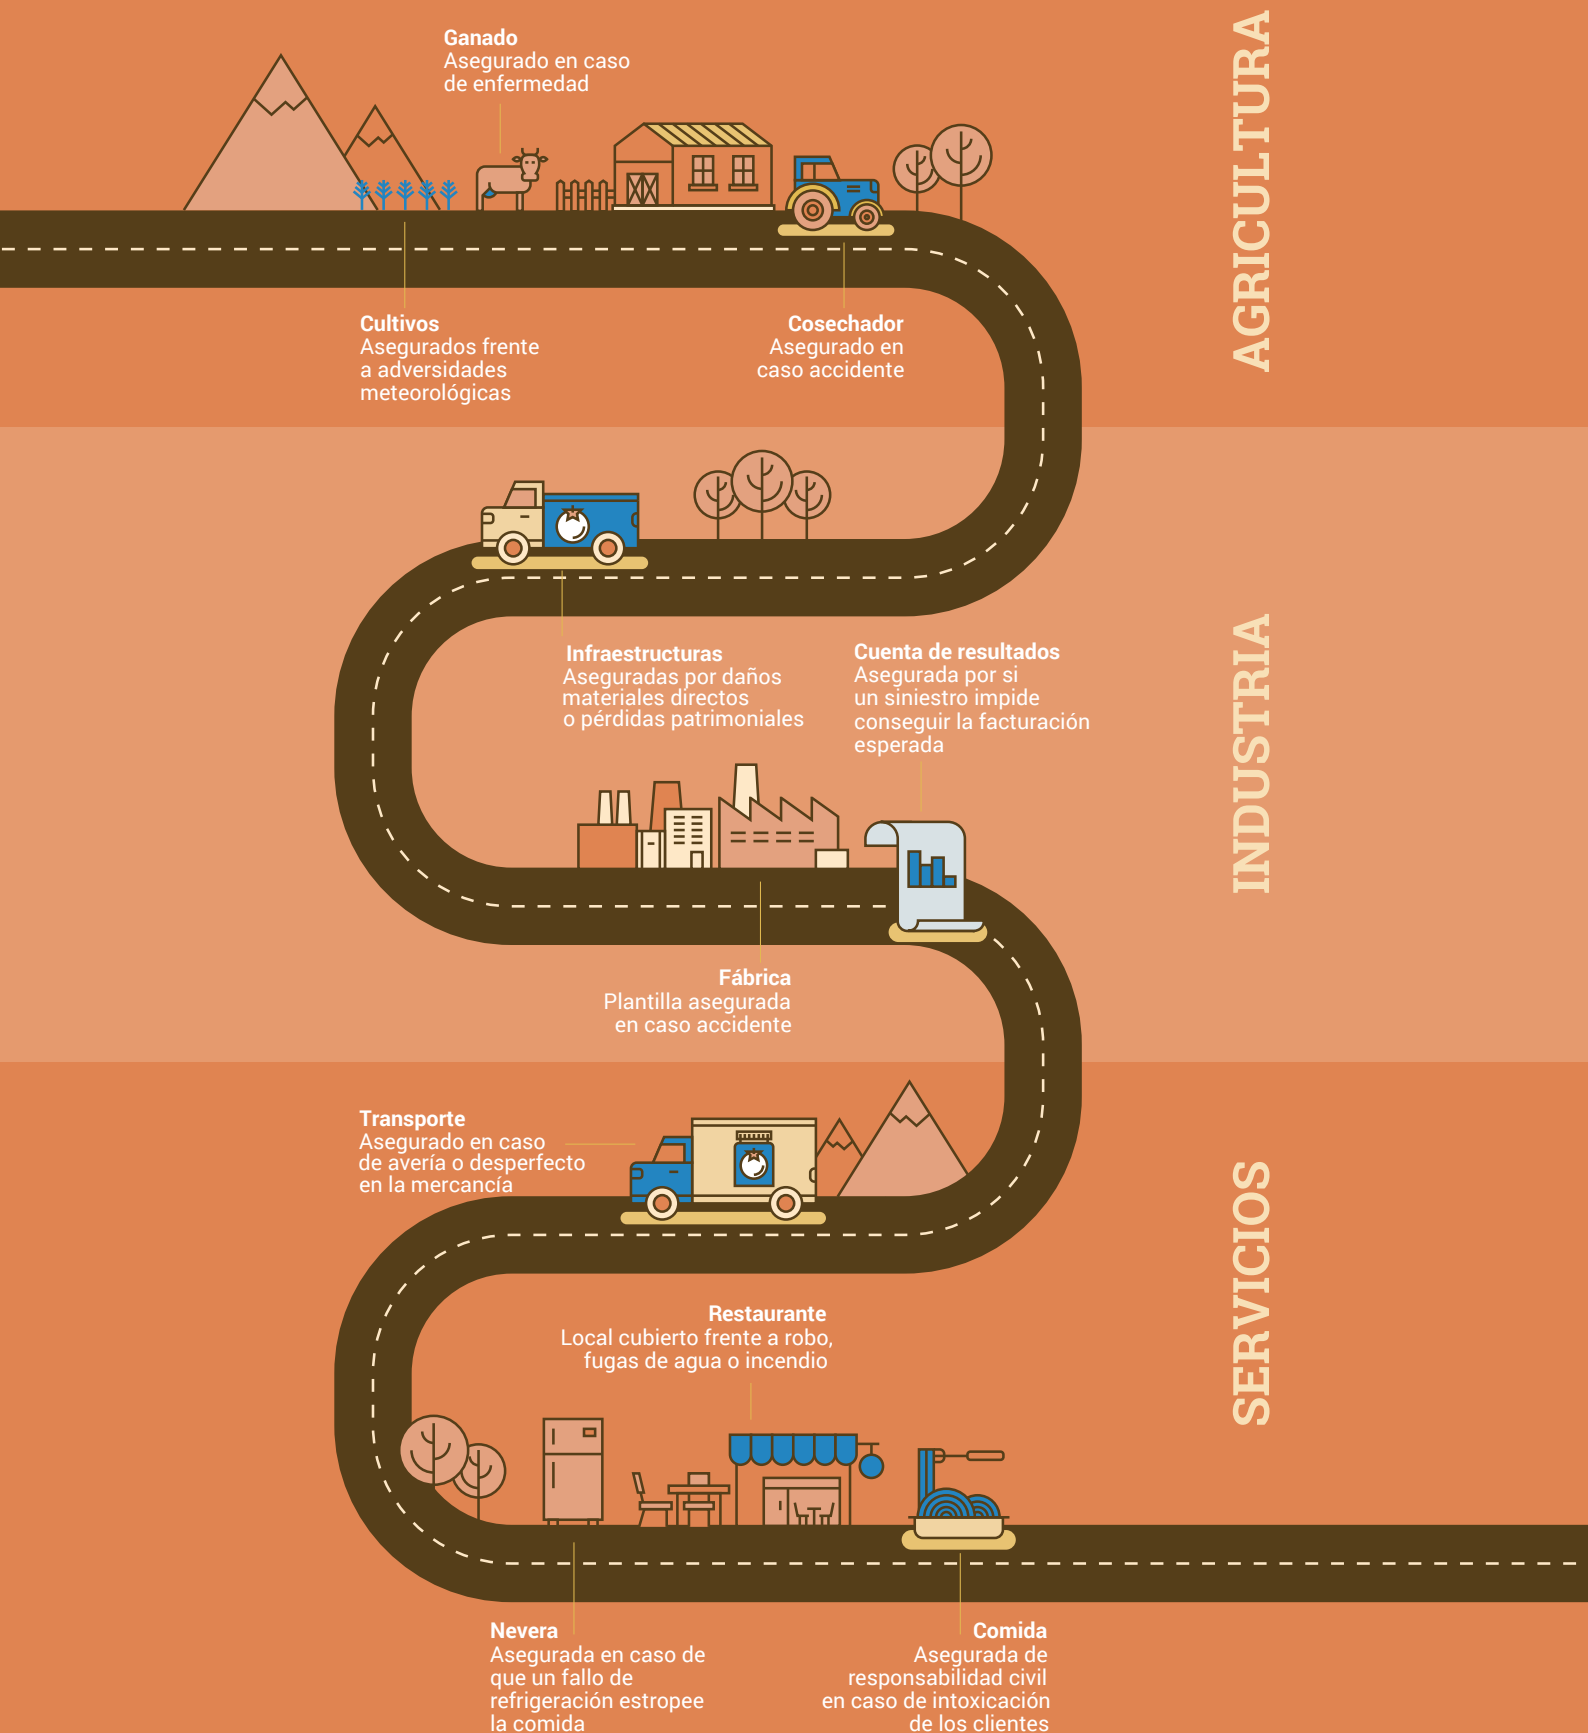 AGRICULTURA
Ganado
Asegurado en caso
de enfermedad
Cultivos
Asegurados frente
a adversidades
meteorológicas
Cosechador
Asegurado en
caso accidente
INDUSTRIA
Infraestructuras
Aseguradas por daños
materiales directos
o pérdidas patrimoniales
Cuenta de resultados
Asegurada por si
un siniestro impide
conseguir la facturación
esperada
Fábrica
Plantilla asegurada
en caso accidente
SERVICIOS
Transporte
Asegurado en caso
de avería o desperfecto
en la mercancía
Restaurante
Local cubierto frente a robo,
fugas de agua o incendio
Nevera
Asegurada en caso de
que un fallo de
refrigeración estropee
la comida
Comida
Asegurada de
responsabilidad civil
en caso de intoxicación
de los clientes